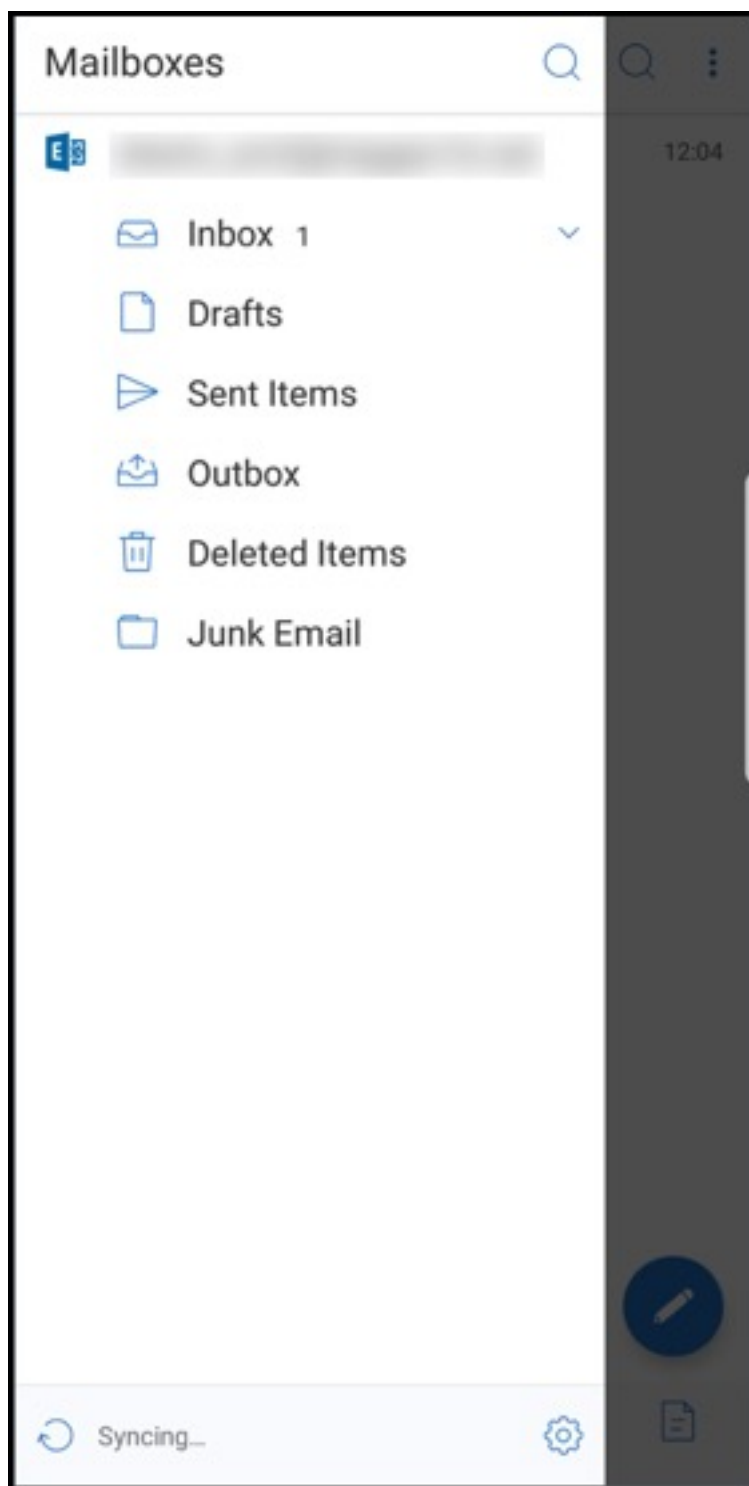 Mailboxes
12:04
E
Inbox 1
Drafts
Sent Items
Outbox
Deleted Items
Junk Email
Syncing...